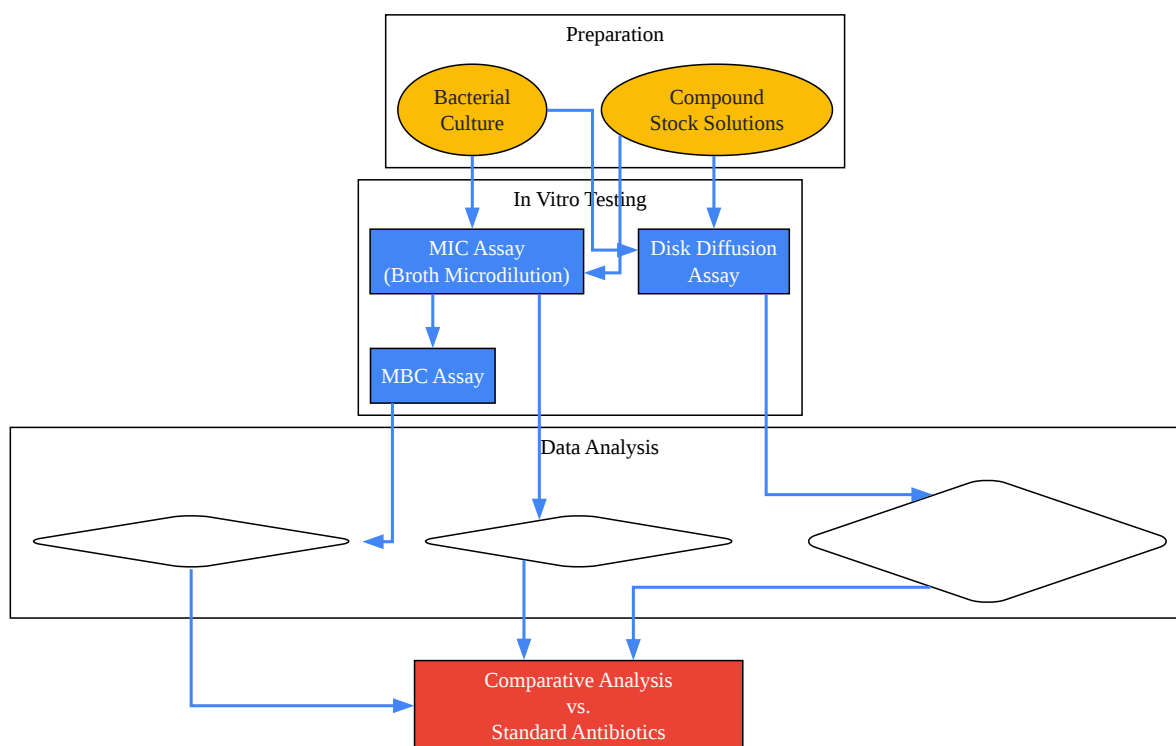 Preparation
Bacterial
Culture
Compound
Stock Solutions
In Vitro Testing
MIC Assay
(Broth Microdilution)
Disk Diffusion
Assay
MBC Assay
Data Analysis
Comparative Analysis
vs.
Standard Antibiotics